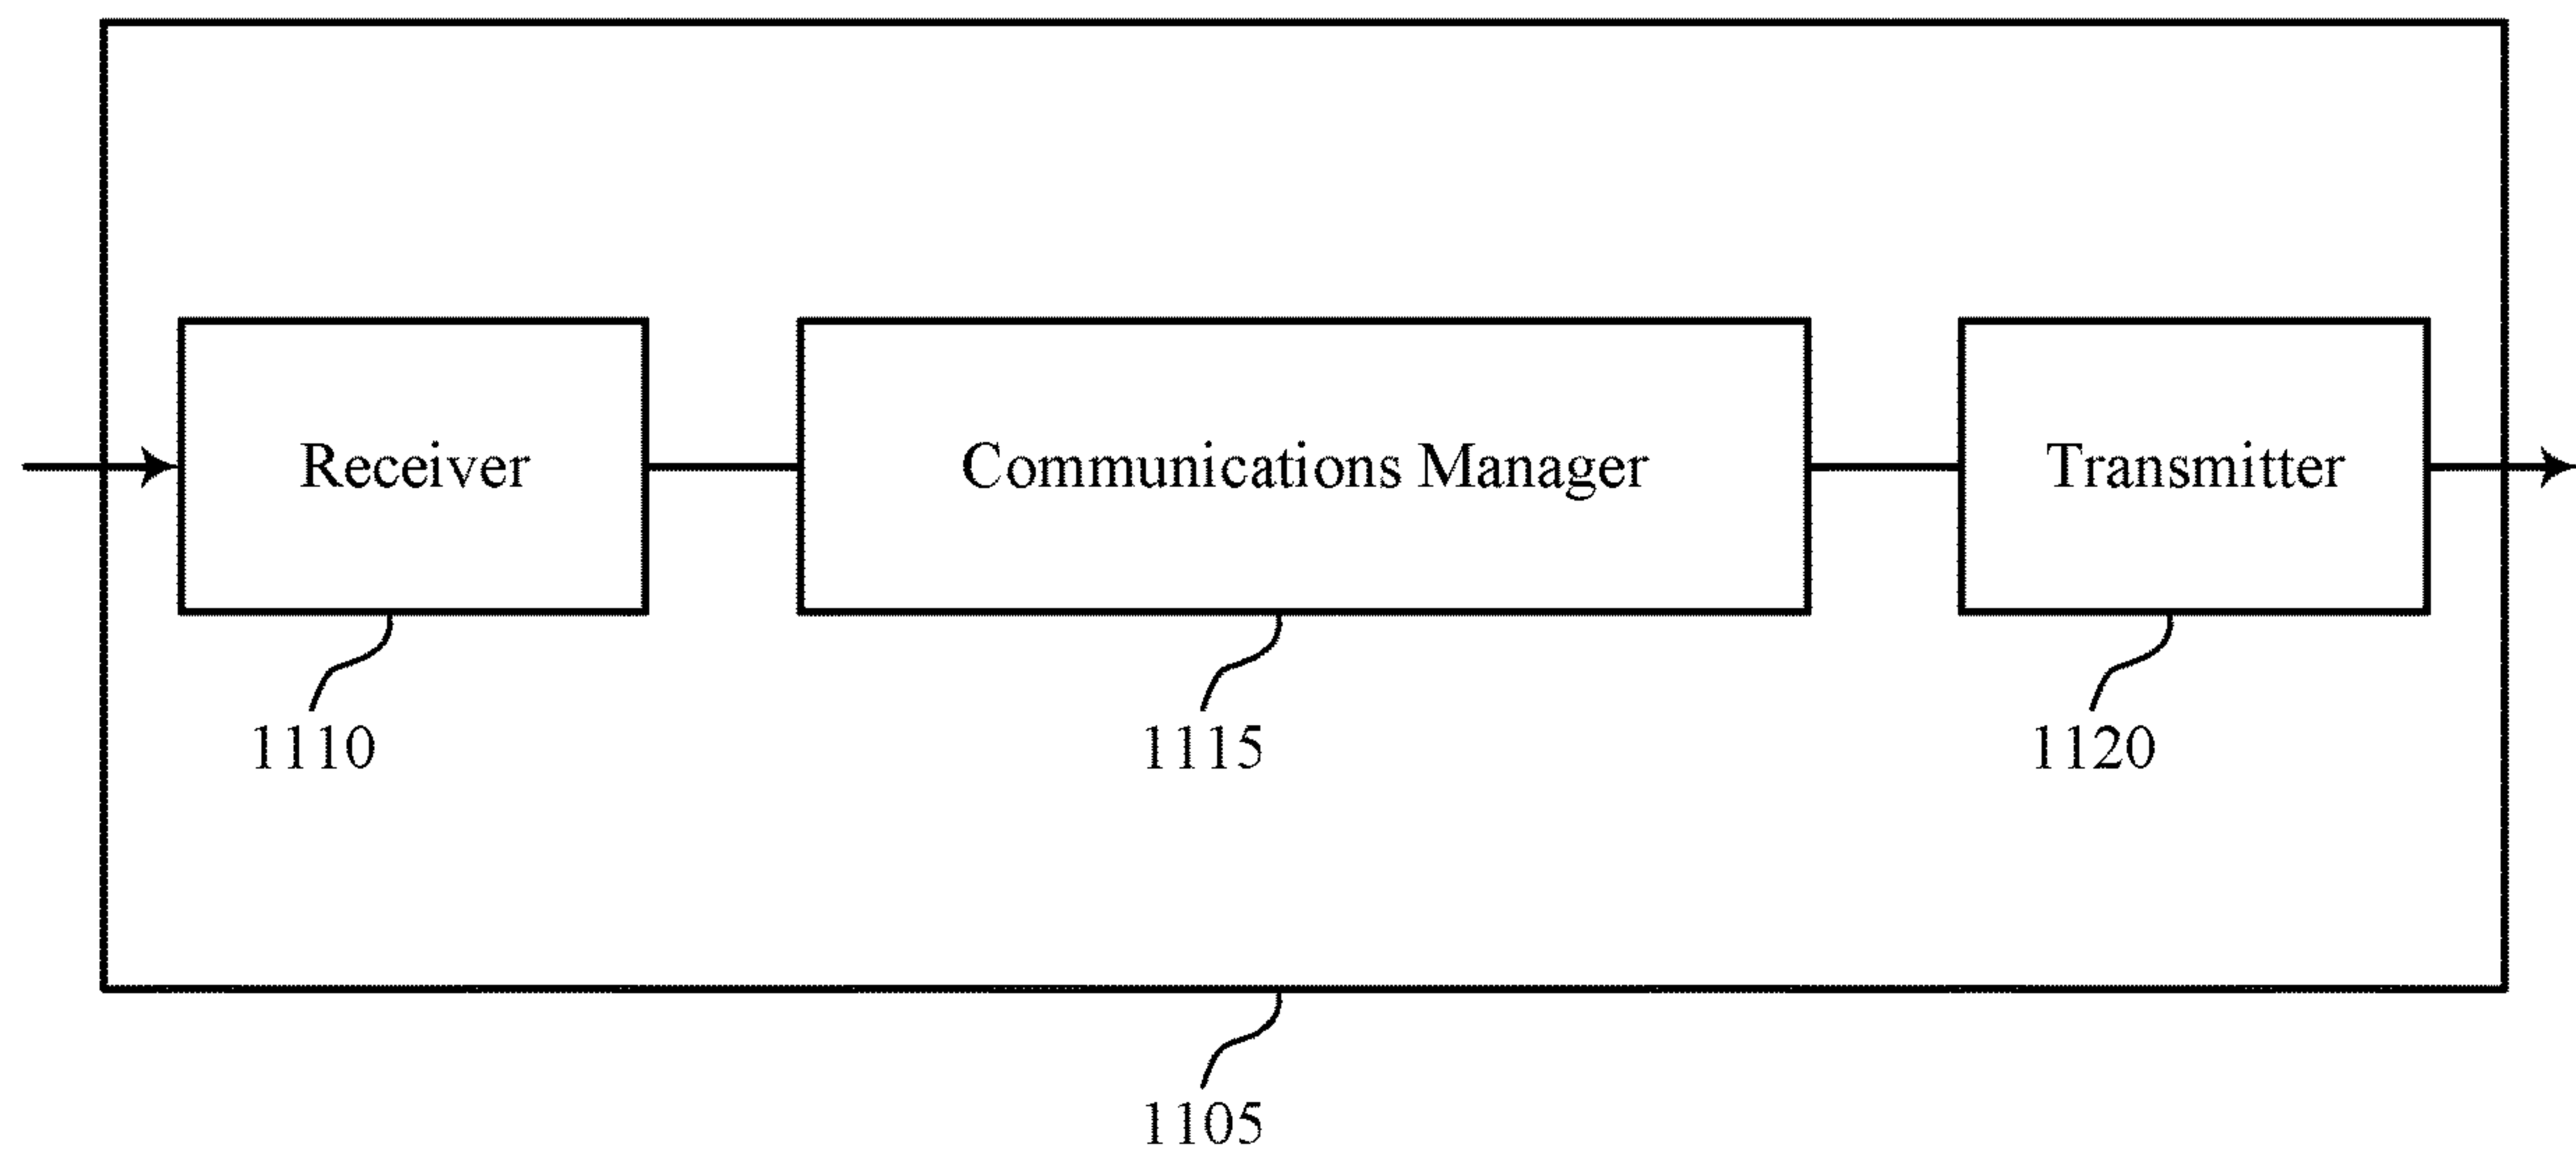 Receiver
Communications Manager
Transmitter
1110
1115
1120
1105